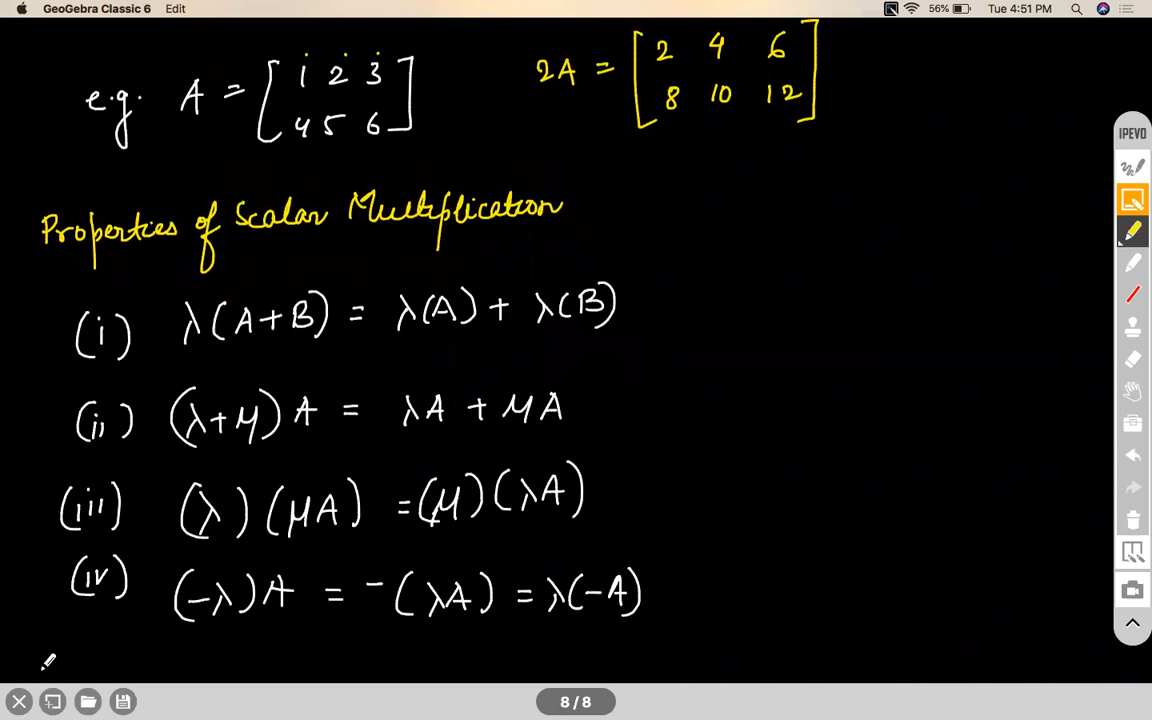 GeoGebra Classic 6 Edit 56% Tue 4:51 PM
e.g. A = [1 2 3
4 5 6]
2A = [2 4 6
8 10 12]
IPEVO
Properties of Scalar Multiplication
(i) λ(A+B) = λ(A) + λ(B)
(ii) (λ+μ)A = λA + μA
(iii) (λ)(μA) = (μ)(λA)
(iv) (-λ)A = -(λA) = λ(-A)
8/8